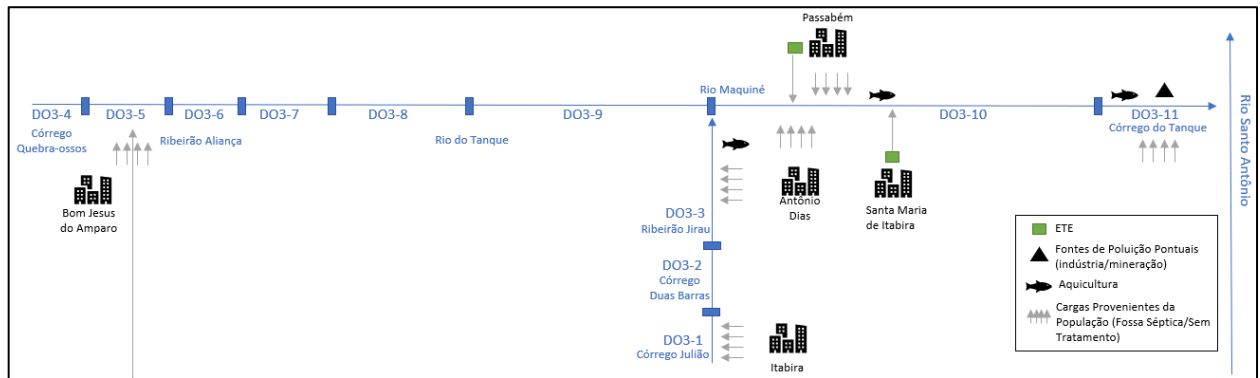 Passabém
Rio Maquiné
DO3-4
DO3-5
DO3-6
DO3-7
DO3-8
DO3-9
DO3-10
DO3-11
Córrego
Quebra-ossos
Ribeirão Aliança
Rio do Tanque
Córrego do Tanque
Rio Santo Antônio
Bom Jesus
do Amparo
DO3-3
Ribeirão Jirau
Antônio
Dias
Santa Maria
de Itabira
DO3-2
Córrego
Duas Barras
DO3-1
Córrego Julião
Itabira
ETE
Fontes de Poluição Pontuais
(indústria/mineração)
Aquicultura
Cargas Provenientes da
População (Fossa Séptica/Sem
Tratamento)